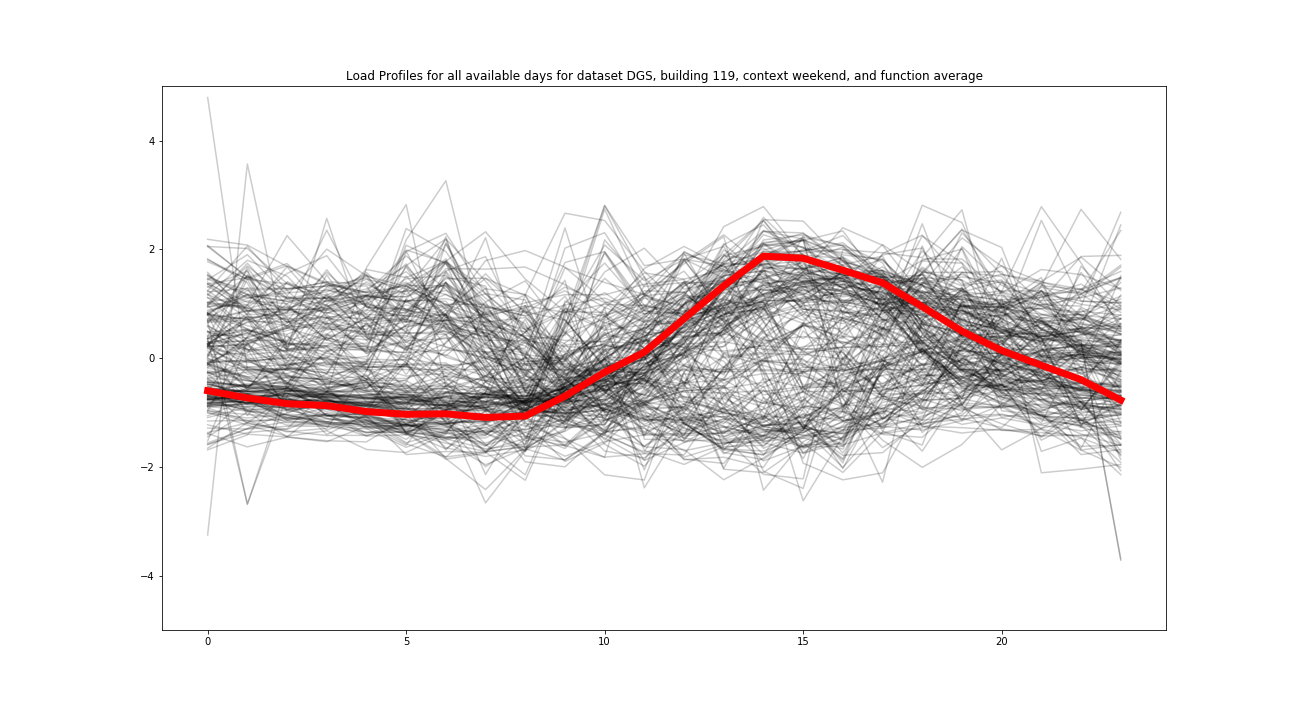 Load Profiles for all available days for dataset DGS, building 119, context weekend, and function average
4
2
0
−2
−4
0 5 10 15 20